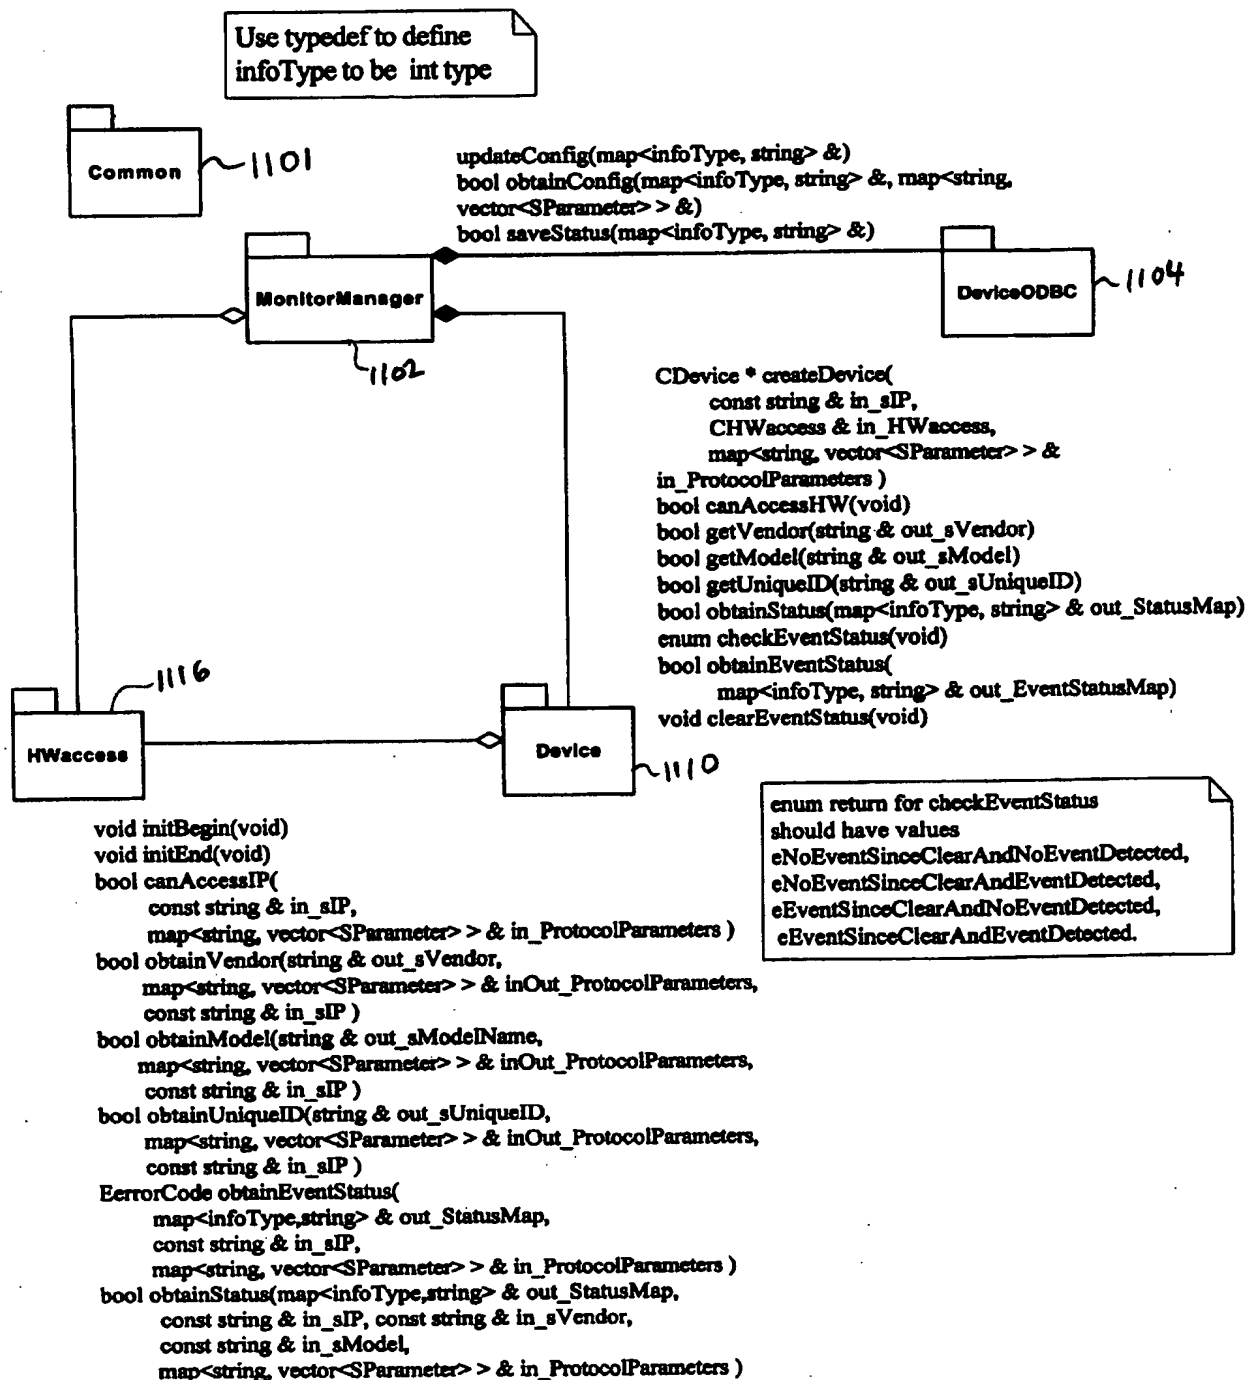 Use typedef to define
infoType to be int type
Common
1101
updateConfig(map<infoType, string> &)
bool obtainConfig(map<infoType, string> &, map<string,
vector<SParameter> > &)
bool saveStatus(map<infoType, string> &)
MonitorManager
1102
DeviceODBC
1104
CDevice * createDevice(
const string & in_sIP,
CHWaccess & in_HWaccess,
map<string, vector<SParameter> > &
in_ProtocolParameters )
bool canAccessHW(void)
bool getVendor(string & out_sVendor)
bool getModel(string & out_sModel)
bool getUniqueID(string & out_sUniqueID)
bool obtainStatus(map<infoType, string> & out_StatusMap)
enum checkEventStatus(void)
bool obtainEventStatus(
map<infoType, string> & out_EventStatusMap)
void clearEventStatus(void)
1116
HWaccess
Device
1110
enum return for checkEventStatus
should have values
eNoEventSinceClearAndNoEventDetected,
eNoEventSinceClearAndEventDetected,
eEventSinceClearAndNoEventDetected,
eEventSinceClearAndEventDetected.
void initBegin(void)
void initEnd(void)
bool canAccessIP(
const string & in_sIP,
map<string, vector<SParameter> > & in_ProtocolParameters )
bool obtainVendor(string & out_sVendor,
map<string, vector<SParameter> > & inOut_ProtocolParameters,
const string & in_sIP )
bool obtainModel(string & out_sModelName,
map<string, vector<SParameter> > & inOut_ProtocolParameters,
const string & in_sIP )
bool obtainUniqueID(string & out_sUniqueID,
map<string, vector<SParameter> > & inOut_ProtocolParameters,
const string & in_sIP )
EerrorCode obtainEventStatus(
map<infoType,string> & out_StatusMap,
const string & in_sIP,
map<string, vector<SParameter> > & in_ProtocolParameters )
bool obtainStatus(map<infoType,string> & out_StatusMap,
const string & in_sIP, const string & in_sVendor,
const string & in_sModel,
map<string, vector<SParameter> > & in_ProtocolParameters )